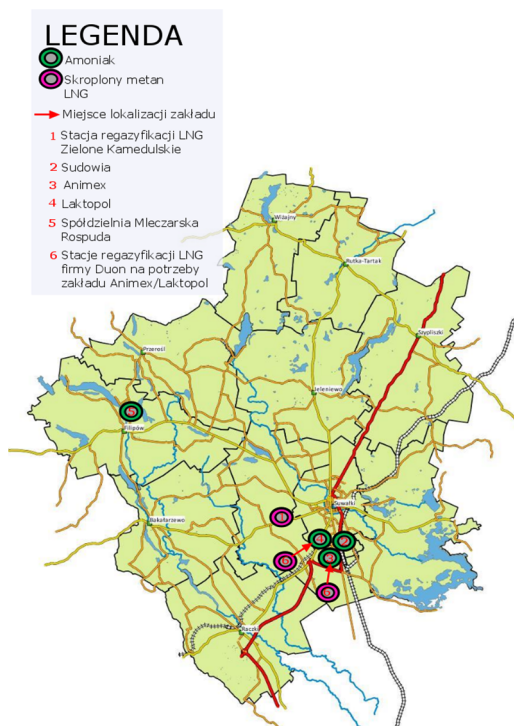 LEGENDA
Amoniak
Skroplony metan
LNG
Miejsce lokalizacji zakładu
1 Stacja regazyfikacji LNG
Zielone Kamedulskie
2 Sudowia
3 Animex
4 Laktopol
5 Spółdzielnia Mleczarska
Rospuda
6 Stacje regazyfikacji LNG
firmy Duon na potrzeby
zakładu Animex/Laktopol
Wiżajny
Rutka-Tartak
Szypliszki
Przerośl
Jeleniewo
Filipów
Suwałki
Bakałarzewo
Raczki